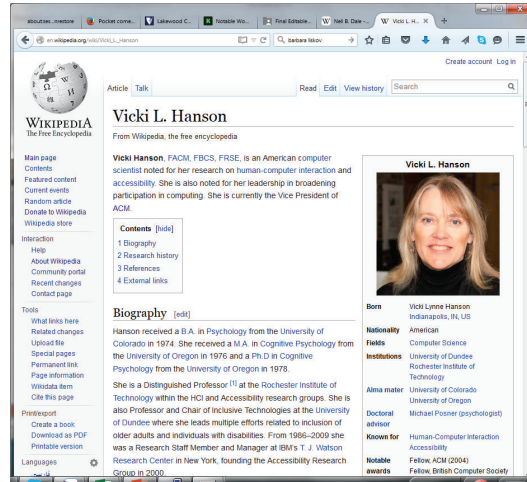 aboutses...nrestore
Pocket come..
Lakewood C...
Notable Wo...
Final Editable...
Nell B. Dale -...
Vicki L. H...
en.wikipedia.org/wiki/Vicki_L._Hanson
barbara liskov
Create account Log in
Article Talk
Read Edit View history
Search
WIKIPEDIA
The Free Encyclopedia
Main page
Contents
Featured content
Current events
Random article
Donate to Wikipedia
Wikipedia store
Interaction
Help
About Wikipedia
Community portal
Recent changes
Contact page
Tools
What links here
Related changes
Upload file
Special pages
Permanent link
Page information
Wikidata item
Cite this page
Print/export
Create a book
Download as PDF
Printable version
Languages
Vicki L. Hanson
From Wikipedia, the free encyclopedia
Vicki Hanson, FACM, FBCS, FRSE, is an American computer
scientist noted for her research on human-computer interaction and
accessibility. She is also noted for her leadership in broadening
participation in computing. She is currently the Vice President of
ACM.
Contents [hide]
1 Biography
2 Research history
3 References
4 External links
Biography [edit]
Hanson received a B.A. in Psychology from the University of
Colorado in 1974. She received a M.A. in Cognitive Psychology from
the University of Oregon in 1976 and a Ph.D in Cognitive
Psychology from the University of Oregon in 1978.
She is a Distinguished Professor [1] at the Rochester Institute of
Technology within the HCI and Accessibility research groups. She is
also Professor and Chair of Inclusive Technologies at the University
of Dundee where she leads multiple efforts related to inclusion of
older adults and individuals with disabilities. From 1986–2009 she
was a Research Staff Member and Manager at IBM's T. J. Watson
Research Center in New York, founding the Accessibility Research
Group in 2000.
Vicki L. Hanson
Born Vicki Lynne Hanson
Indianapolis, IN, US
Nationality American
Fields Computer Science
Institutions University of Dundee
Rochester Institute of
Technology
Alma mater University of Colorado
University of Oregon
Doctoral Michael Posner (psychologist)
advisor
Known for Human-Computer Interaction
Accessibility
Notable Fellow, ACM (2004)
awards Fellow, British Computer Society